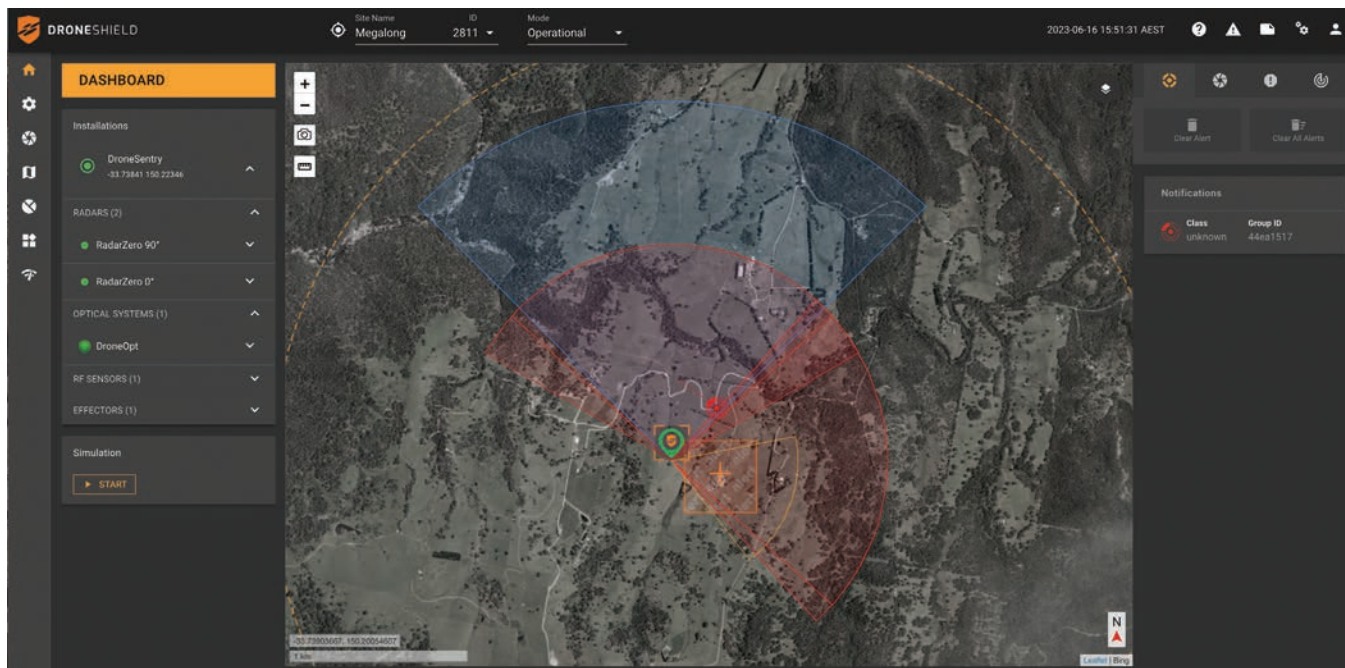 DRONESHIELD
Site Name
Megalong
ID
2811
Mode
Operational
2023-06-16 15:51:31 AEST
DASHBOARD
Installations
DroneSentry
-33.73841 150.22346
RADARS (2)
RadarZero 90°
RadarZero 0°
OPTICAL SYSTEMS (1)
DroneOpt
RF SENSORS (1)
EFFECTORS (1)
Simulation
START
+
−
1 km
N
Leaflet | Bing
Clear Alert
Clear All Alerts
Notifications
Class
unknown
Group ID
44ea1517